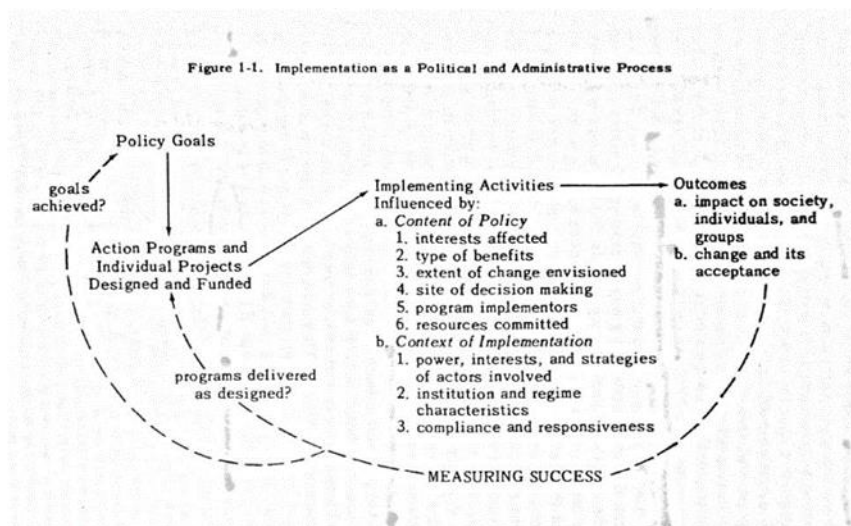 Figure 1-1. Implementation as a Political and Administrative Process
Policy Goals
goals
achieved?
Action Programs and
Individual Projects
Designed and Funded
programs delivered
as designed?
Implementing Activities
Influenced by:
a. Content of Policy
1. interests affected
2. type of benefits
3. extent of change envisioned
4. site of decision making
5. program implementors
6. resources committed
b. Context of Implementation
1. power, interests, and strategies
of actors involved
2. institution and regime
characteristics
3. compliance and responsiveness
Outcomes
a. impact on society,
individuals, and
groups
b. change and its
acceptance
MEASURING SUCCESS